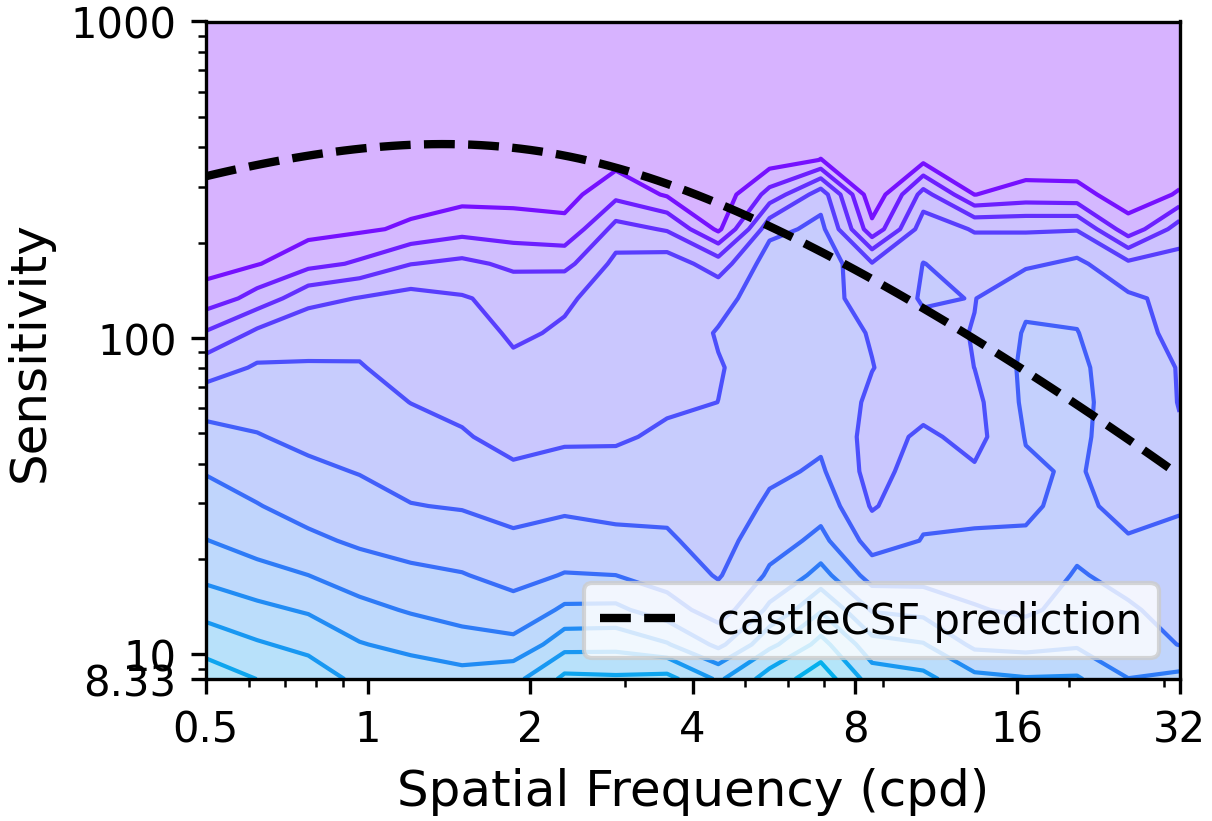 1000
100
10
8.33
Sensitivity
castleCSF prediction
0.5 1 2 4 8 16 32
Spatial Frequency (cpd)